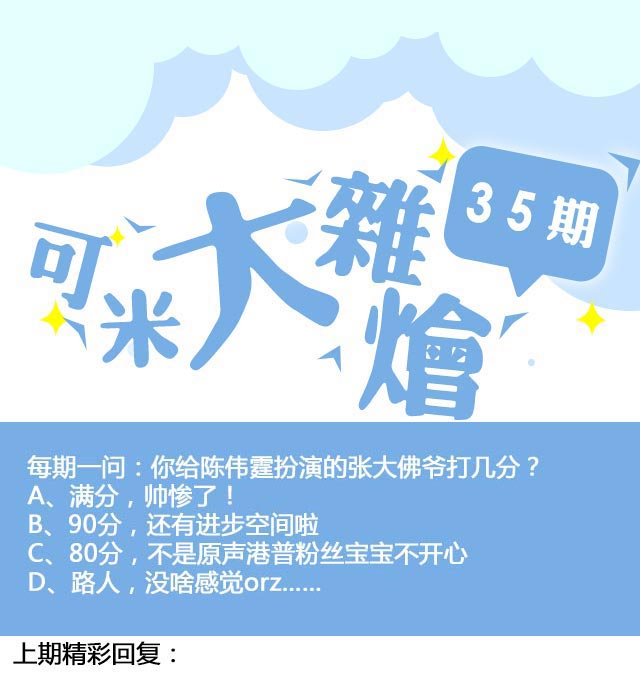 可米大雜燴
35期
每期一问：你给陈伟霆扮演的张大佛爷打几分？
A、满分，帅惨了！
B、90分，还有进步空间啦
C、80分，不是原声港普粉丝宝宝不开心
D、路人，没啥感觉orz......
上期精彩回复：